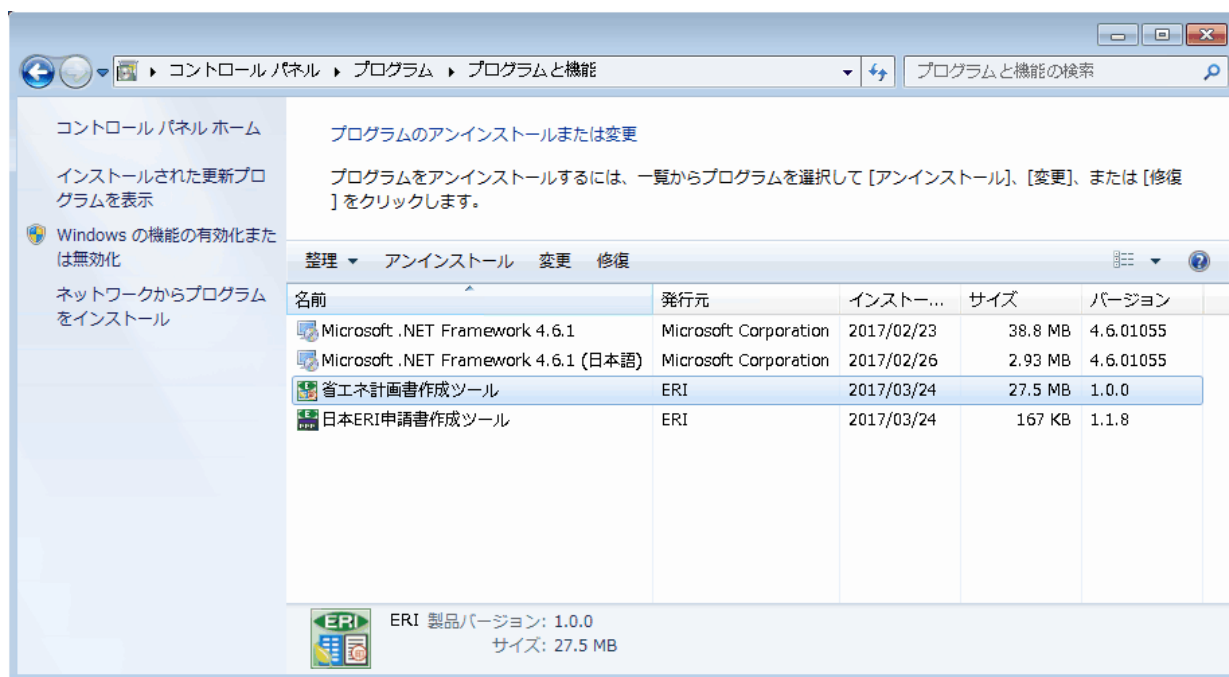 コントロール パネル プログラム プログラムと機能 プログラムと機能の検索
コントロール パネル ホーム
インストールされた更新プロ
グラムを表示
Windows の機能の有効化また
は無効化
ネットワークからプログラム
をインストール
プログラムのアンインストールまたは変更
プログラムをアンインストールするには、一覧からプログラムを選択して [アンインストール]、[変更]、または [修復
] をクリックします。
整理 アンインストール 変更 修復
名前 発行元 インストー... サイズ バージョン
Microsoft .NET Framework 4.6.1 Microsoft Corporation 2017/02/23 38.8 MB 4.6.01055
Microsoft .NET Framework 4.6.1 (日本語) Microsoft Corporation 2017/02/26 2.93 MB 4.6.01055
省エネ計画書作成ツール ERI 2017/03/24 27.5 MB 1.0.0
日本ERI申請書作成ツール ERI 2017/03/24 167 KB 1.1.8
ERI
ERI 製品バージョン: 1.0.0
サイズ: 27.5 MB